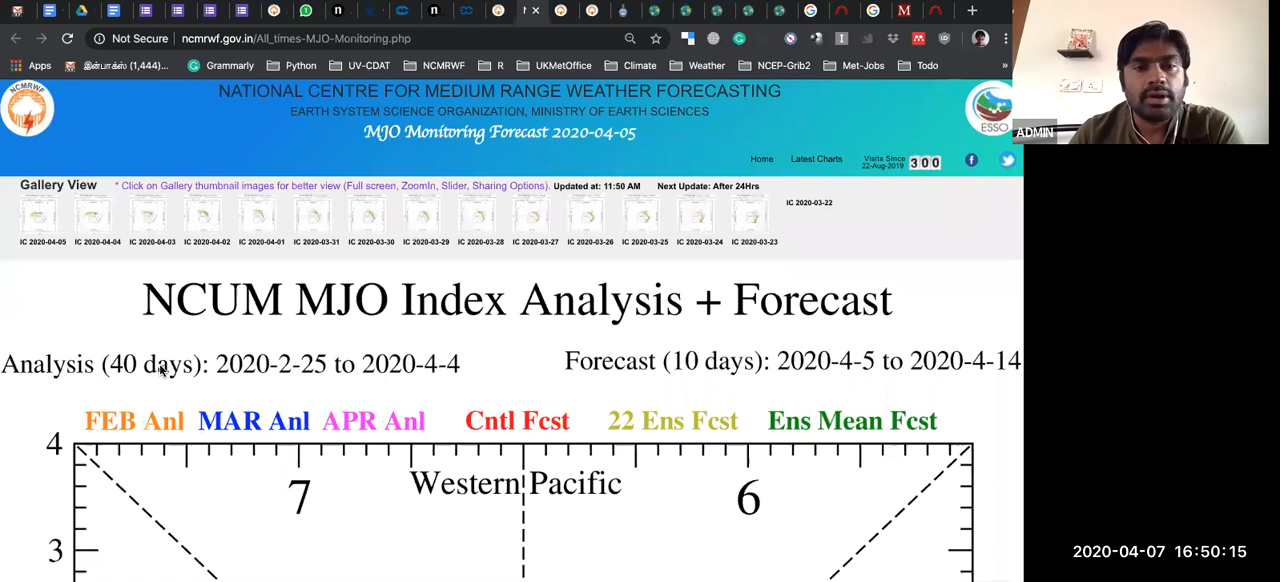 Not Secure
ncmrwf.gov.in/All_times-MJO-Monitoring.php
Apps
இன்பாக்ஸ் (1,444)...
Grammarly
Python
UV-CDAT
NCMRWF
R
UKMetOffice
Climate
Weather
NCEP-Grib2
Met-Jobs
Todo
»
ADMIN
NCMRWF
NATIONAL CENTRE FOR MEDIUM RANGE WEATHER FORECASTING
EARTH SYSTEM SCIENCE ORGANIZATION, MINISTRY OF EARTH SCIENCES
MJO Monitoring Forecast 2020-04-05
ESSO
Home
Latest Charts
Visits Since
22-Aug-2019
300
Gallery View
* Click on Gallery thumbnail images for better view (Full screen, ZoomIn, Slider, Sharing Options). Updated at: 11:50 AM Next Update: After 24Hrs
IC 2020-03-22
IC 2020-04-05
IC 2020-04-04
IC 2020-04-03
IC 2020-04-02
IC 2020-04-01
IC 2020-03-31
IC 2020-03-30
IC 2020-03-29
IC 2020-03-28
IC 2020-03-27
IC 2020-03-26
IC 2020-03-25
IC 2020-03-24
IC 2020-03-23
NCUM MJO Index Analysis + Forecast
Analysis (40 days): 2020-2-25 to 2020-4-4
Forecast (10 days): 2020-4-5 to 2020-4-14
FEB Anl MAR Anl APR Anl Cntl Fcst 22 Ens Fcst Ens Mean Fcst
4
Western Pacific
7
6
3
2020-04-07 16:50:15